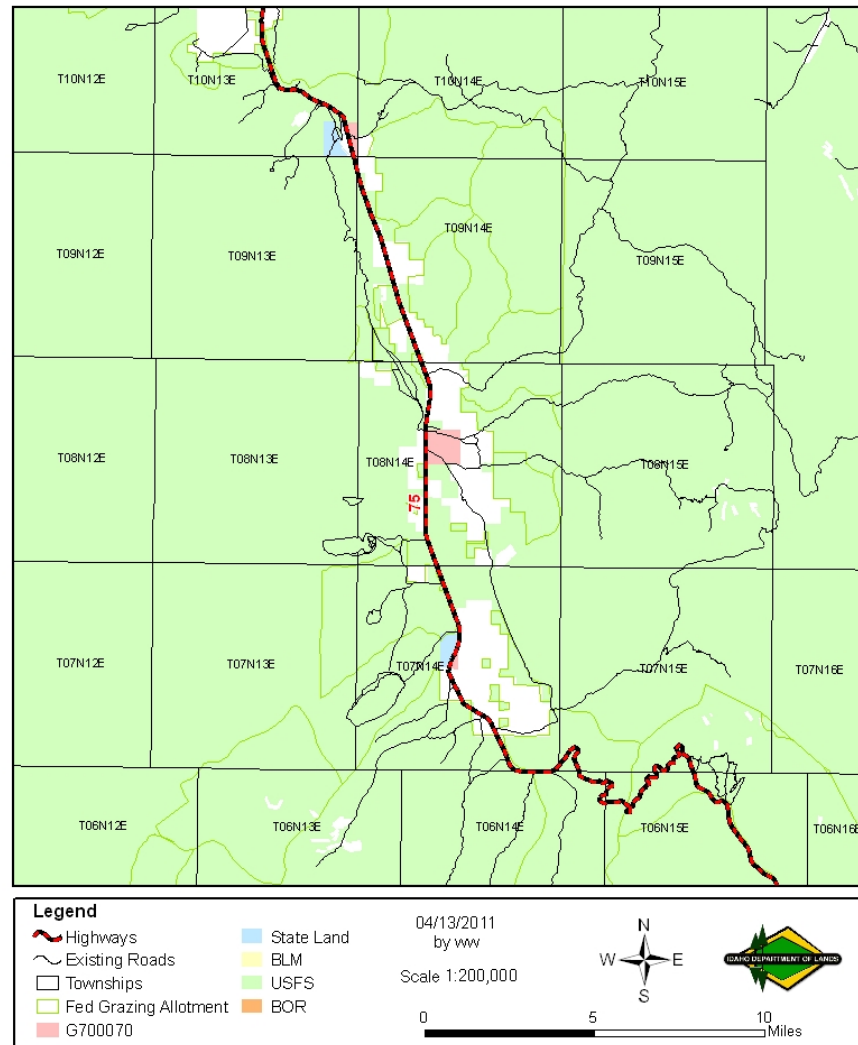 T10N12E
T10N13E
T10N14E
T10N15E
T09N12E
T09N13E
T09N14E
T09N15E
T08N12E
T08N13E
T08N14E
T08N15E
75
T07N12E
T07N13E
T07N14E
T07N15E
T07N16E
T06N12E
T06N13E
T06N14E
T06N15E
T06N16E
Legend
Highways
Existing Roads
Townships
Fed Grazing Allotment
G700070
State Land
BLM
USFS
BOR
04/13/2011
by ww
Scale 1:200,000
N
W E
S
IDAHO DEPARTMENT OF LANDS
0 5 10
Miles